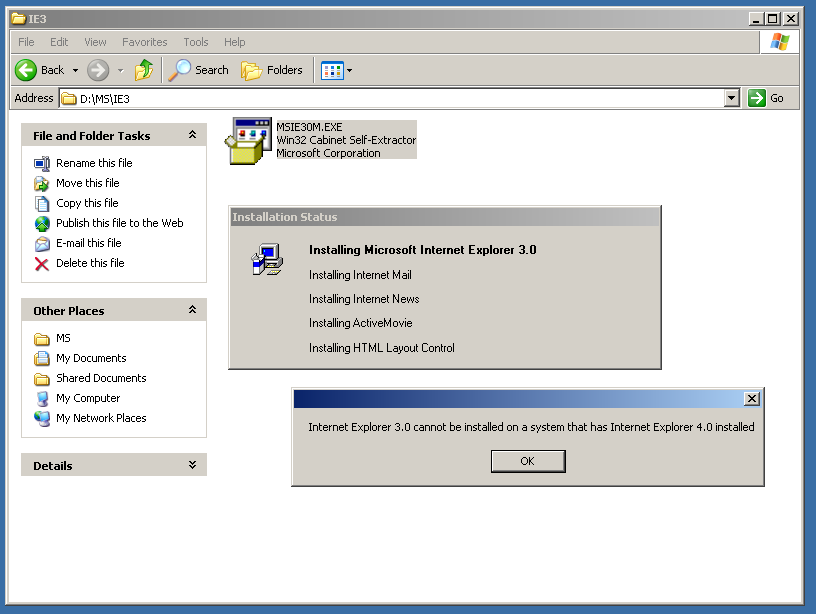 IE3
File Edit View Favorites Tools Help
Back Search Folders
Address D:\MS\IE3 Go
File and Folder Tasks
Rename this file
Move this file
Copy this file
Publish this file to the Web
E-mail this file
Delete this file
Other Places
MS
My Documents
Shared Documents
My Computer
My Network Places
Details
MSIE30M.EXE
Win32 Cabinet Self-Extractor
Microsoft Corporation
Installation Status
Installing Microsoft Internet Explorer 3.0
Installing Internet Mail
Installing Internet News
Installing ActiveMovie
Installing HTML Layout Control
Internet Explorer 3.0 cannot be installed on a system that has Internet Explorer 4.0 installed
OK